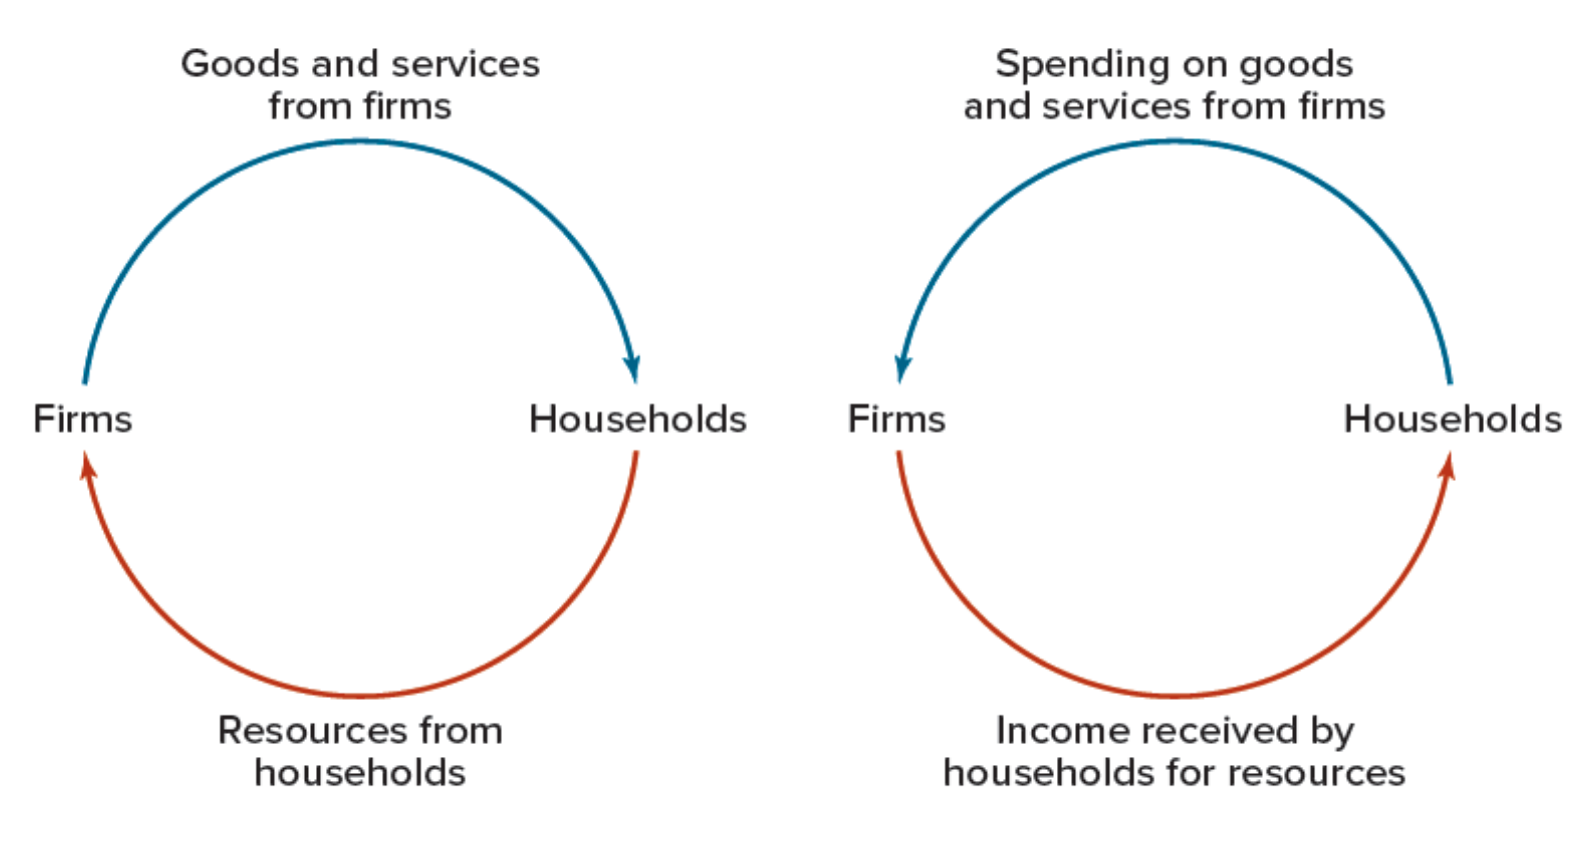 Goods and services
from firms
Firms
Households
Resources from
households
Spending on goods
and services from firms
Firms
Households
Income received by
households for resources